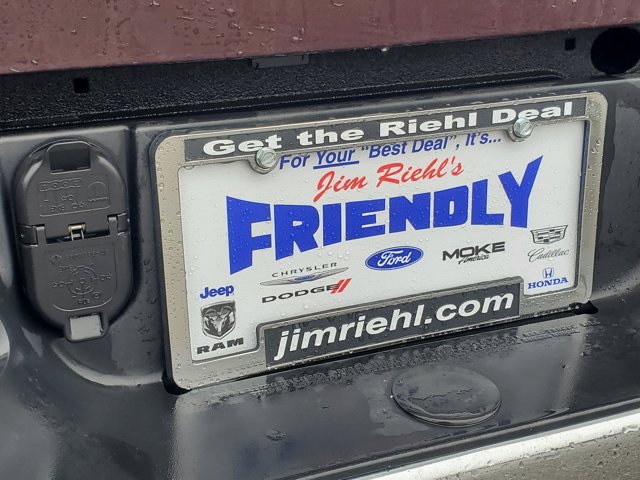 Get the Riehl Deal
For Your "Best Deal", It's...
Jim Riehl's
FRIENDLY
CHRYSLER
DODGE
Ford
MOKE
America
Cadillac
Jeep
RAM
HONDA
jimriehl.com